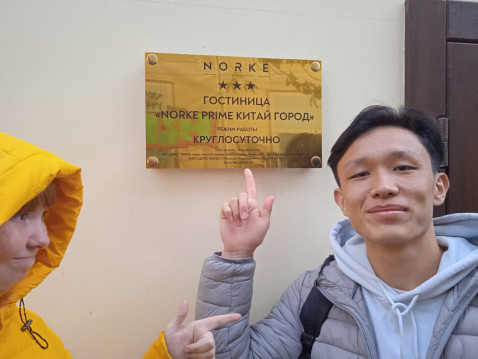 NORKE
ГОСТИНИЦА
«NORKE PRIME КИТАЙ ГОРОД»
РЕЖИМ РАБОТЫ
КРУГЛОСУТОЧНО